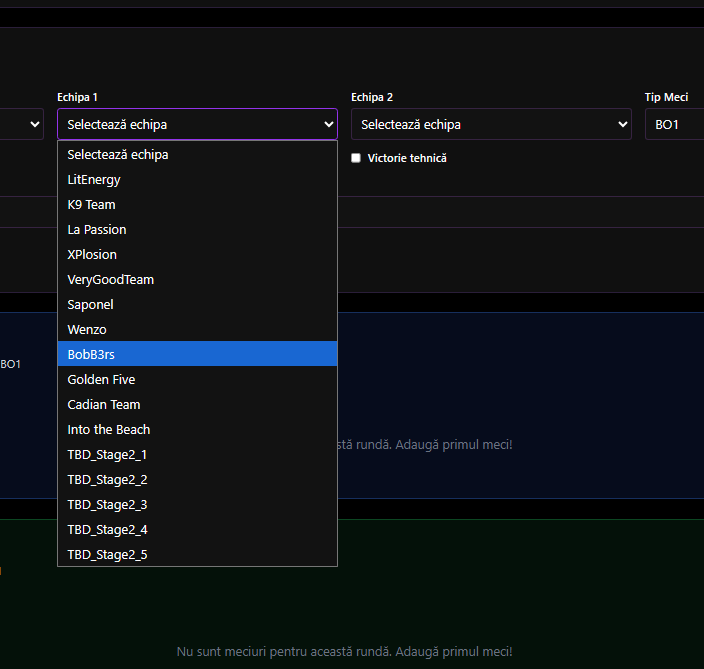 Echipa 1
Echipa 2
Tip Meci
Selectează echipa
Selectează echipa
BO1
Selectează echipa
Victorie tehnică
LitEnergy
K9 Team
La Passion
XPlosion
VeryGoodTeam
Saponel
Wenzo
BobB3rs
BO1
Golden Five
Cadian Team
Into the Beach
rundă. Adaugă primul meci!
TBD_Stage2_1
TBD_Stage2_2
TBD_Stage2_3
TBD_Stage2_4
TBD_Stage2_5
Nu sunt meciuri pentru această rundă. Adaugă primul meci!